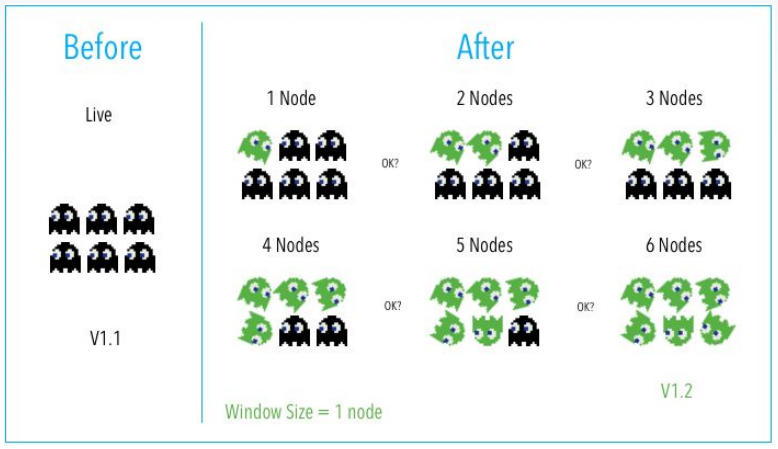 Before
After
Live
1 Node
2 Nodes
3 Nodes
OK?
OK?
4 Nodes
5 Nodes
6 Nodes
OK?
OK?
V1.1
V1.2
Window Size = 1 node